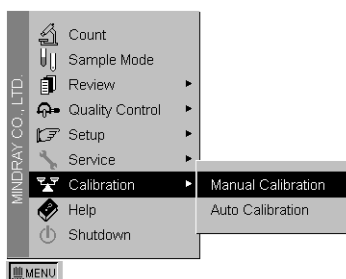 MINDRAY CO., LTD.
Count
Sample Mode
Review
Quality Control
Setup
Service
Calibration
Manual Calibration
Auto Calibration
Help
Shutdown
MENU